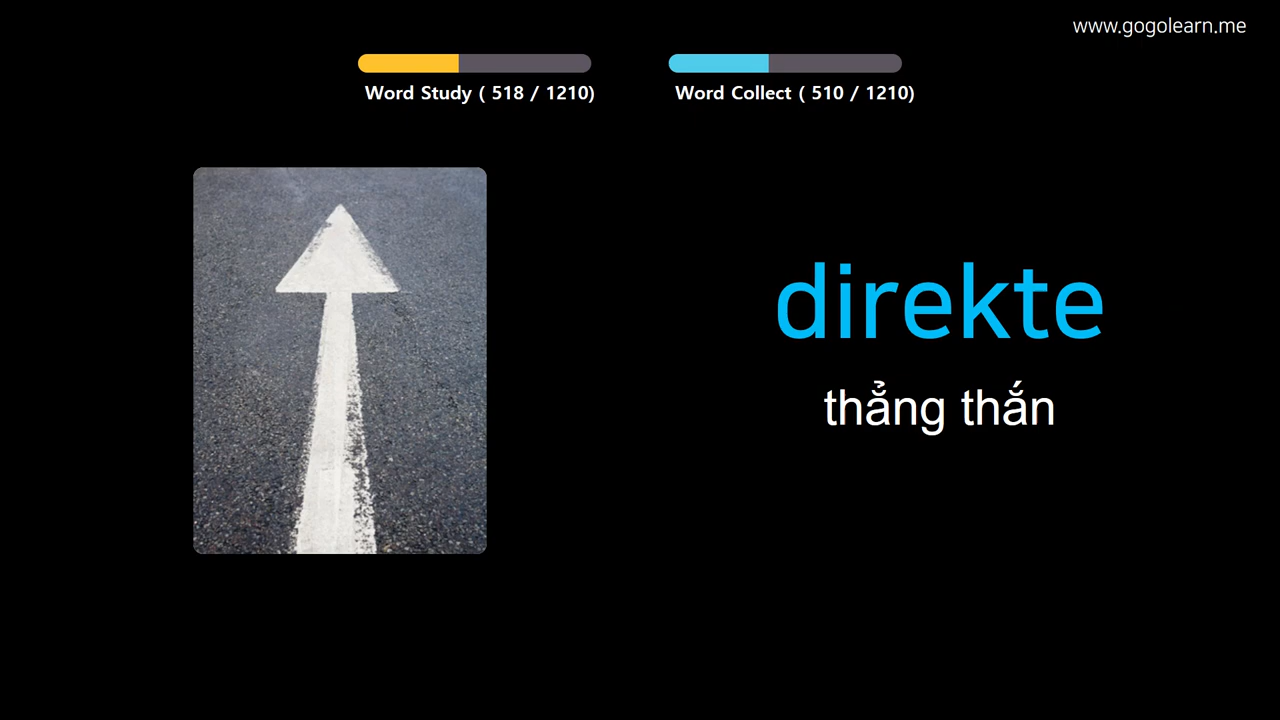 www.gogolearn.me
Word Study ( 518 / 1210)
Word Collect ( 510 / 1210)
direkte
thẳng thắn